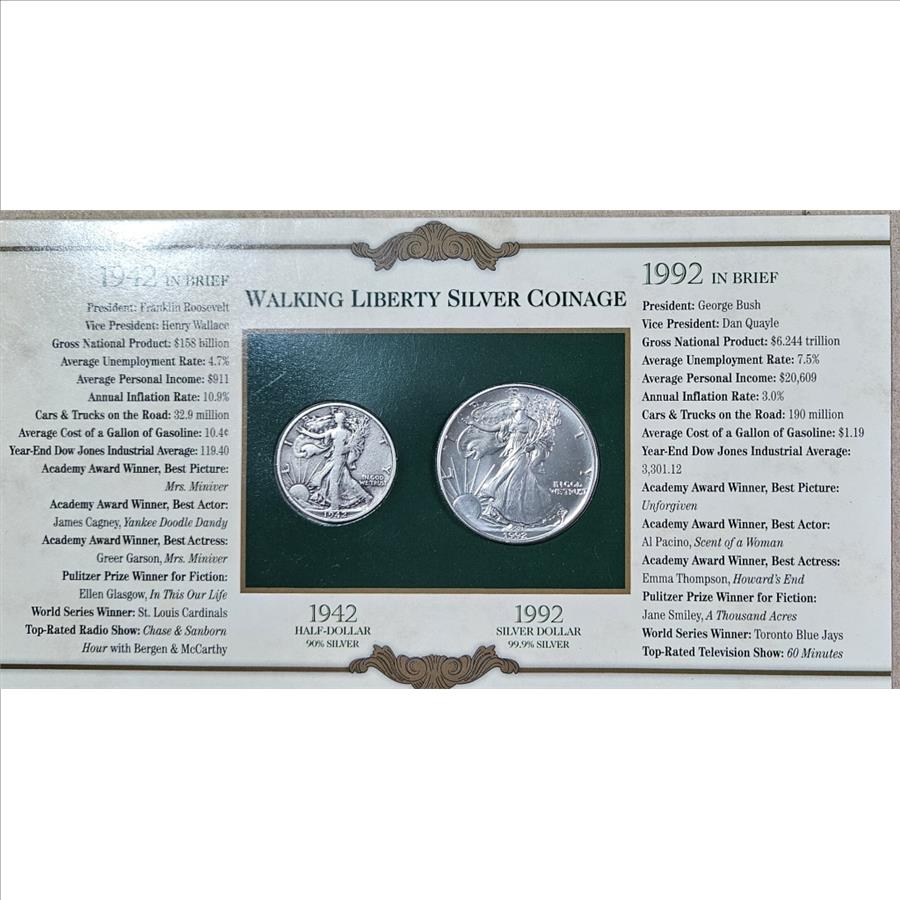 1942 IN BRIEF
President: Franklin Roosevelt
Vice President: Henry Wallace
Gross National Product: $158 billion
Average Unemployment Rate: 4.7%
Average Personal Income: $911
Annual Inflation Rate: 10.9%
Cars & Trucks on the Road: 32.9 million
Average Cost of a Gallon of Gasoline: 10.4¢
Year-End Dow Jones Industrial Average: 119.40
Academy Award Winner, Best Picture:
Mrs. Miniver
Academy Award Winner, Best Actor:
James Cagney, Yankee Doodle Dandy
Academy Award Winner, Best Actress:
Greer Garson, Mrs. Miniver
Pulitzer Prize Winner for Fiction:
Ellen Glasgow, In This Our Life
World Series Winner: St. Louis Cardinals
Top-Rated Radio Show: Chase & Sanborn
Hour with Bergen & McCarthy
WALKING LIBERTY SILVER COINAGE
LIBERTY
IN GOD
WE TRUST
1942
LIBERTY
IN GOD
WE TRUST
1992
1942
HALF-DOLLAR
90% SILVER
1992
SILVER DOLLAR
99.9% SILVER
1992 IN BRIEF
President: George Bush
Vice President: Dan Quayle
Gross National Product: $6.244 trillion
Average Unemployment Rate: 7.5%
Average Personal Income: $20,609
Annual Inflation Rate: 3.0%
Cars & Trucks on the Road: 190 million
Average Cost of a Gallon of Gasoline: $1.19
Year-End Dow Jones Industrial Average:
3,301.12
Academy Award Winner, Best Picture:
Unforgiven
Academy Award Winner, Best Actor:
Al Pacino, Scent of a Woman
Academy Award Winner, Best Actress:
Emma Thompson, Howard's End
Pulitzer Prize Winner for Fiction:
Jane Smiley, A Thousand Acres
World Series Winner: Toronto Blue Jays
Top-Rated Television Show: 60 Minutes